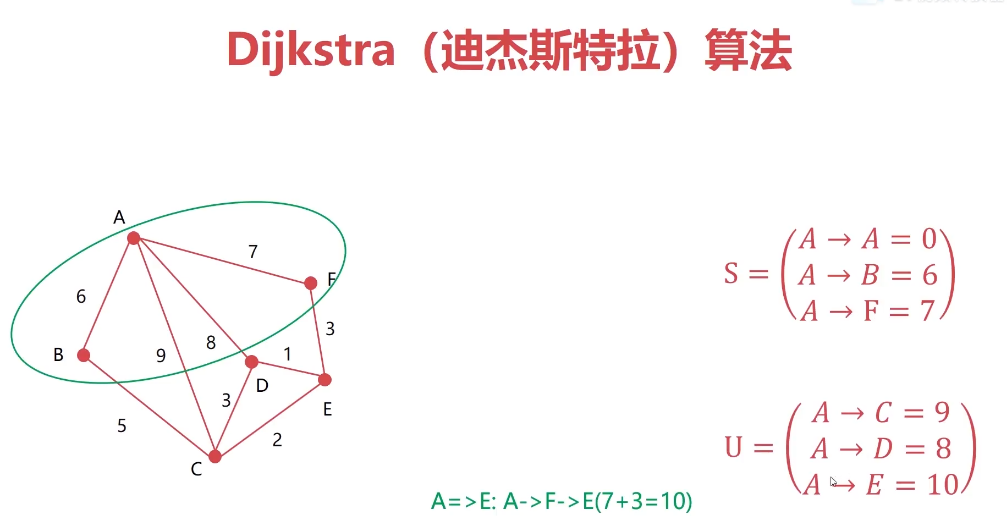 Dijkstra（迪杰斯特拉）算法
A
7
F
6
S = (A → A = 0
A → B = 6
A → F = 7)
3
8
B
9
1
D
E
3
5
2
C
U = (A → C = 9
A → D = 8
A → E = 10)
A=>E: A->F->E(7+3=10)